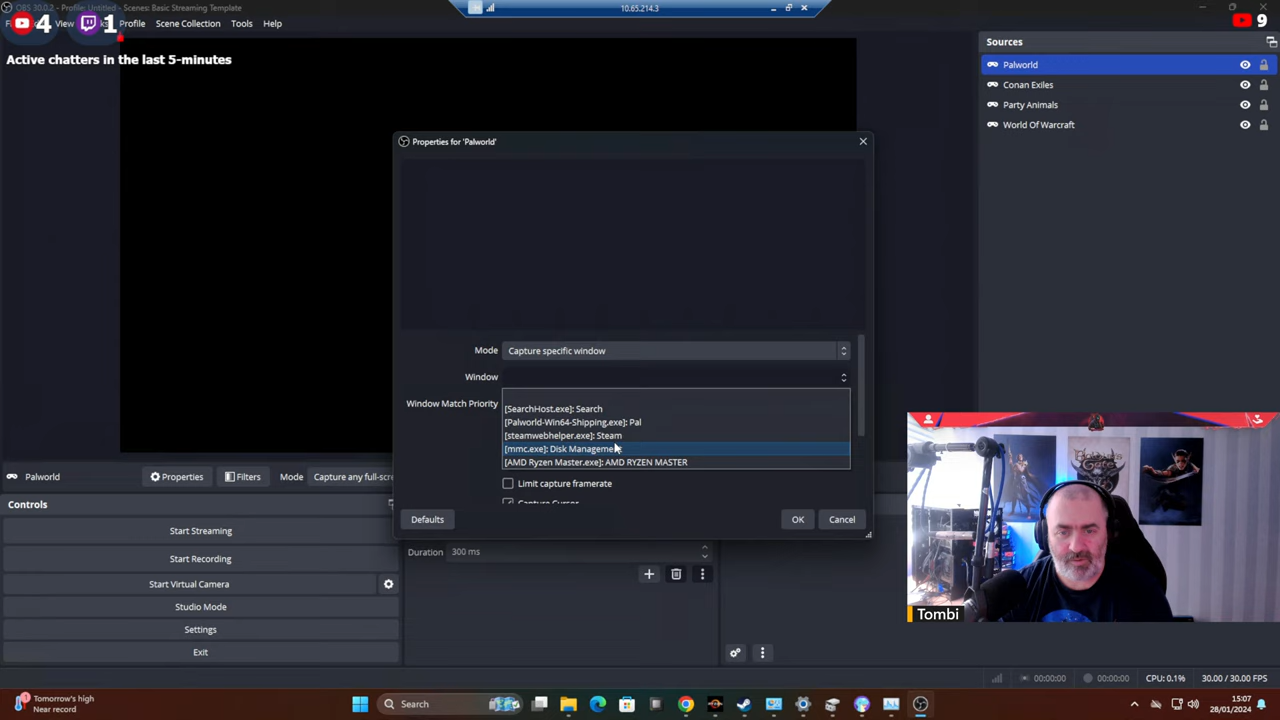 OBS 30.0.2 - Profile: Untitled - Scenes: Basic Streaming Template
10.65.214.3
View
Profile
Scene Collection
Tools
Help
4
1
9
Active chatters in the last 5-minutes
Sources
Palworld
Conan Exiles
Party Animals
World Of Warcraft
Properties for 'Palworld'
Mode
Capture specific window
Window
Window Match Priority
[SearchHost.exe]: Search
[Palworld-Win64-Shipping.exe]: Pal
[steamwebhelper.exe]: Steam
[mmc.exe]: Disk Management
[AMD Ryzen Master.exe]: AMD RYZEN MASTER
Limit capture framerate
Capture Cursor
Defaults
OK
Cancel
Palworld
Properties
Filters
Mode
Capture any full-scre
Controls
Start Streaming
Start Recording
Start Virtual Camera
Studio Mode
Settings
Exit
Duration
300 ms
Tombi
00:00:00
00:00:00
CPU: 0.1%
30.00 / 30.00 FPS
Tomorrow's high
Near record
Search
15:07
28/01/2024